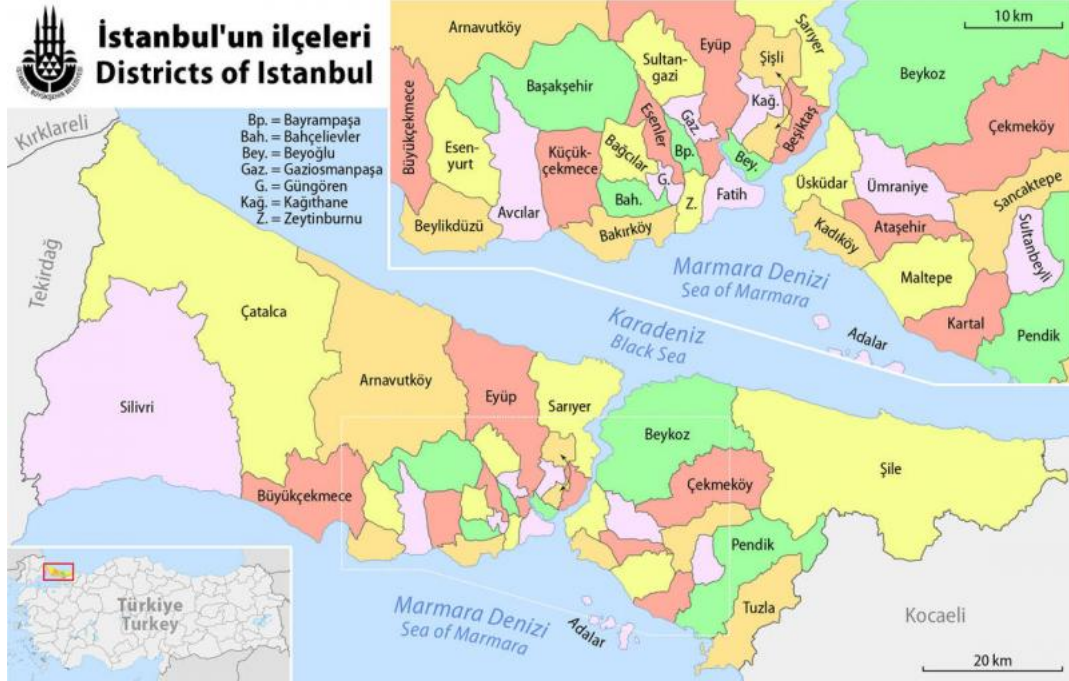 İSTANBUL BÜYÜKŞEHİR BELEDİYESİ
İstanbul'un ilçeleri
Districts of Istanbul
Bp. = Bayrampaşa
Bah. = Bahçelievler
Bey. = Beyoğlu
Gaz. = Gaziosmanpaşa
G. = Güngören
Kağ. = Kağıthane
Z. = Zeytinburnu
Arnavutköy
Başakşehir
Büyükçekmece
Esen-
yurt
Beylikdüzü
Avcılar
Küçük-
çekmece
Sultan-
gazi
Eyüp
Esenler
Gaz.
Bağcılar
Bp.
G.
Bah.
Bakırköy
Z.
Fatih
Şişli
Kağ.
Bey.
Beşiktaş
Sarıyer
10 km
Beykoz
Çekmeköy
Üsküdar
Ümraniye
Sancaktepe
Kadıköy
Ataşehir
Sultanbeyli
Maltepe
Kartal
Pendik
Marmara Denizi
Sea of Marmara
Adalar
Kırklareli
Tekirdağ
Karadeniz
Black Sea
Çatalca
Silivri
Arnavutköy
Eyüp
Sarıyer
Büyükçekmece
Beykoz
Çekmeköy
Şile
Pendik
Tuzla
Marmara Denizi
Sea of Marmara
Adalar
Kocaeli
20 km
Türkiye
Turkey